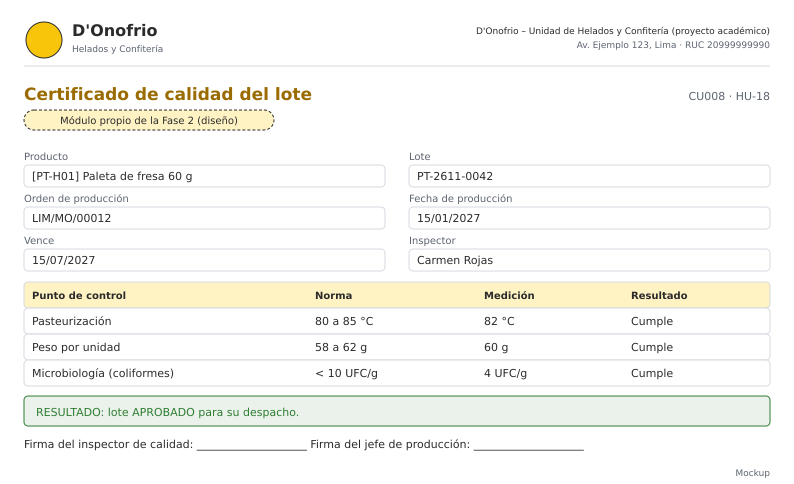 D'Onofrio
Helados y Confitería
D'Onofrio – Unidad de Helados y Confitería (proyecto académico)
Av. Ejemplo 123, Lima · RUC 20999999990
Certificado de calidad del lote
CU008 · HU-18
Módulo propio de la Fase 2 (diseño)
Producto
Lote
[PT-H01] Paleta de fresa 60 g
PT-2611-0042
Orden de producción
Fecha de producción
LIM/MO/00012
15/01/2027
Vence
Inspector
15/07/2027
Carmen Rojas
Punto de control Norma Medición Resultado
Pasteurización 80 a 85 °C 82 °C Cumple
Peso por unidad 58 a 62 g 60 g Cumple
Microbiología (coliformes) < 10 UFC/g 4 UFC/g Cumple
RESULTADO: lote APROBADO para su despacho.
Firma del inspector de calidad: ____________________ Firma del jefe de producción: ____________________
Mockup